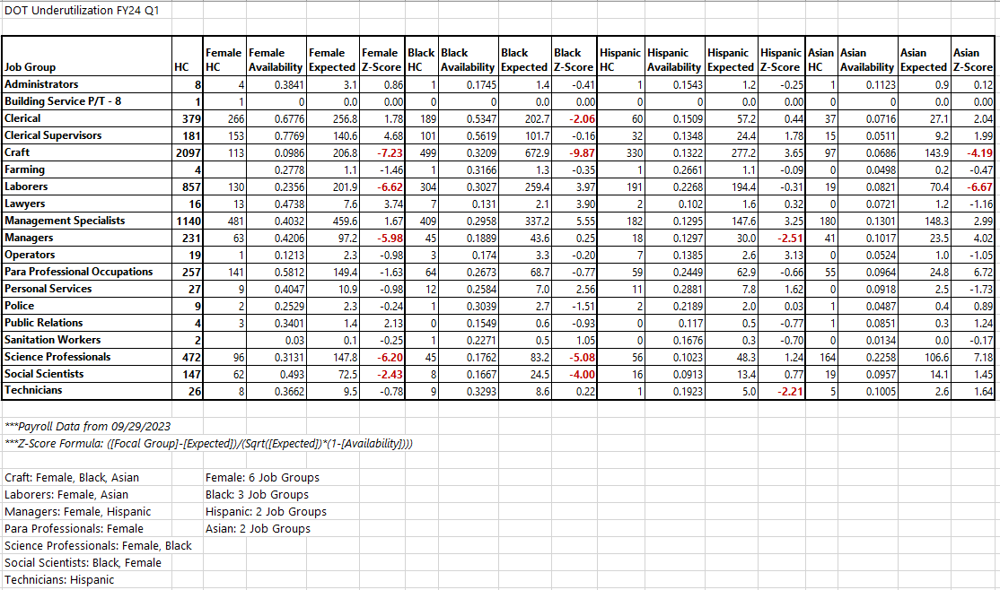 DOT Underutilization FY24 Q1
Job Group HC Female HC Female Availability Female Expected Female Z-Score Black HC Black Availability Black Expected Black Z-Score Hispanic HC Hispanic Availability Hispanic Expected Hispanic Z-Score Asian HC Asian Availability Asian Expected Asian Z-Score
Administrators 8 4 0.3841 3.1 0.86 1 0.1745 1.4 -0.41 1 0.1543 1.2 -0.25 1 0.1123 0.9 0.12
Building Service P/T - 8 1 1 0 0.0 0.00 0 0 0.0 0.00 0 0 0.0 0.00 0 0 0.0 0.00
Clerical 379 266 0.6776 256.8 1.78 189 0.5347 202.7 -2.06 60 0.1509 57.2 0.44 37 0.0716 27.1 2.04
Clerical Supervisors 181 153 0.7769 140.6 4.68 101 0.5619 101.7 -0.16 32 0.1348 24.4 1.78 15 0.0511 9.2 1.99
Craft 2097 113 0.0986 206.8 -7.23 499 0.3209 672.9 -9.87 330 0.1322 277.2 3.65 97 0.0686 143.9 -4.19
Farming 4 0.2778 1.1 -1.46 1 0.3166 1.3 -0.35 1 0.2661 1.1 -0.09 0 0.0498 0.2 -0.47
Laborers 857 130 0.2356 201.9 -6.62 304 0.3027 259.4 3.97 191 0.2268 194.4 -0.31 19 0.0821 70.4 -6.67
Lawyers 16 13 0.4738 7.6 3.74 7 0.131 2.1 3.90 2 0.102 1.6 0.32 0 0.0721 1.2 -1.16
Management Specialists 1140 481 0.4032 459.6 1.67 409 0.2958 337.2 5.55 182 0.1295 147.6 3.25 180 0.1301 148.3 2.99
Managers 231 63 0.4206 97.2 -5.98 45 0.1889 43.6 0.25 18 0.1297 30.0 -2.51 41 0.1017 23.5 4.02
Operators 19 1 0.1213 2.3 -0.98 3 0.174 3.3 -0.20 7 0.1385 2.6 3.13 0 0.0524 1.0 -1.05
Para Professional Occupations 257 141 0.5812 149.4 -1.63 64 0.2673 68.7 -0.77 59 0.2449 62.9 -0.66 55 0.0964 24.8 6.72
Personal Services 27 9 0.4047 10.9 -0.98 12 0.2584 7.0 2.56 11 0.2881 7.8 1.62 0 0.0918 2.5 -1.73
Police 9 2 0.2529 2.3 -0.24 1 0.3039 2.7 -1.51 2 0.2189 2.0 0.03 1 0.0487 0.4 0.89
Public Relations 4 3 0.3401 1.4 2.13 0 0.1549 0.6 -0.93 0 0.117 0.5 -0.77 1 0.0851 0.3 1.24
Sanitation Workers 2 0.03 0.1 -0.25 1 0.2271 0.5 1.05 0 0.1676 0.3 -0.70 0 0.0134 0.0 -0.17
Science Professionals 472 96 0.3131 147.8 -6.20 45 0.1762 83.2 -5.08 56 0.1023 48.3 1.24 164 0.2258 106.6 7.18
Social Scientists 147 62 0.493 72.5 -2.43 8 0.1667 24.5 -4.00 16 0.0913 13.4 0.77 19 0.0957 14.1 1.45
Technicians 26 8 0.3662 9.5 -0.78 9 0.3293 8.6 0.22 1 0.1923 5.0 -2.21 5 0.1005 2.6 1.64
***Payroll Data from 09/29/2023
***Z-Score Formula: ([Focal Group]-[Expected])/(Sqrt([Expected])*(1-[Availability])))
Craft: Female, Black, Asian Female: 6 Job Groups
Laborers: Female, Asian Black: 3 Job Groups
Managers: Female, Hispanic Hispanic: 2 Job Groups
Para Professionals: Female Asian: 2 Job Groups
Science Professionals: Female, Black
Social Scientists: Black, Female
Technicians: Hispanic